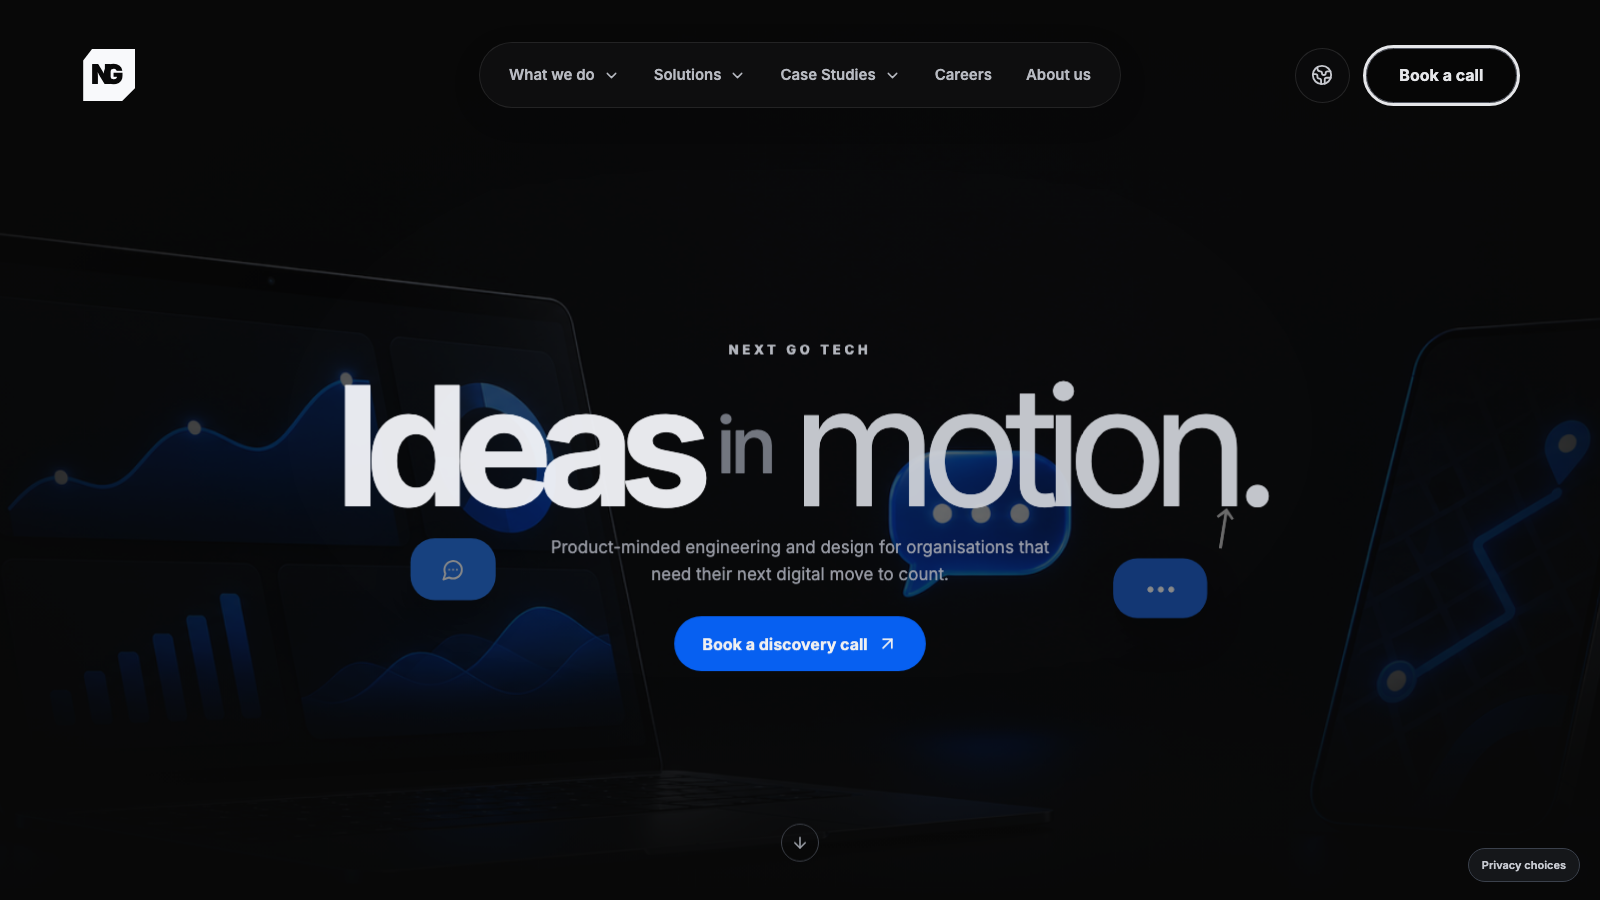 NG
What we do
Solutions
Case Studies
Careers
About us
Book a call
NEXT GO TECH
Ideas in motion.
Product-minded engineering and design for organisations that
need their next digital move to count.
Book a discovery call
Privacy choices